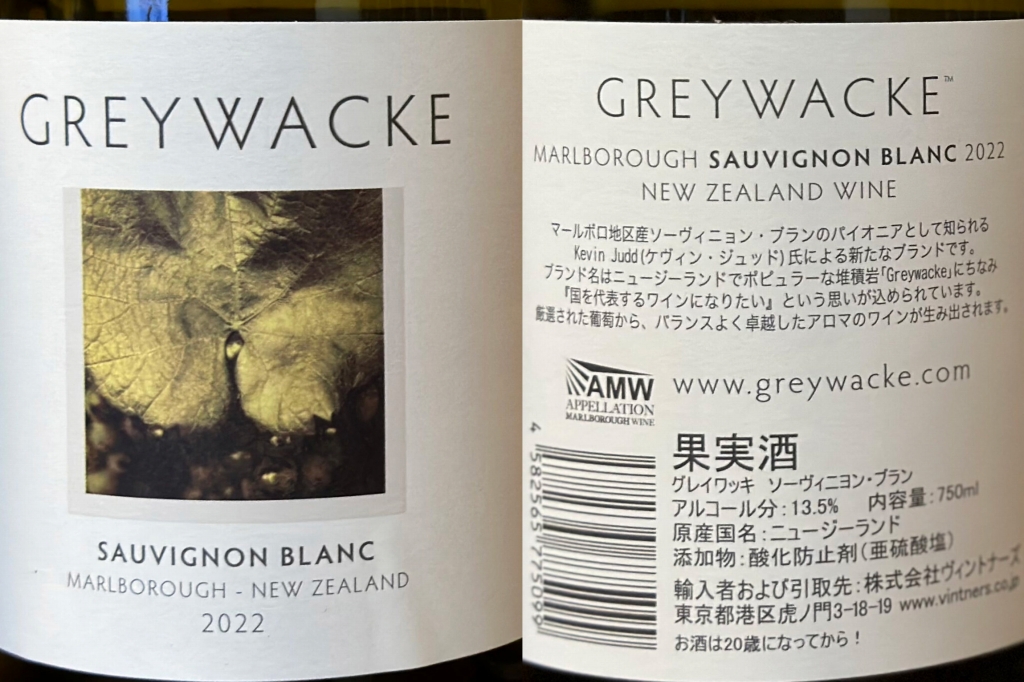 GREYWACKE
SAUVIGNON BLANC
MARLBOROUGH - NEW ZEALAND
2022
GREYWACKE™
MARLBOROUGH SAUVIGNON BLANC 2022
NEW ZEALAND WINE
マールボロ地区産ソーヴィニョン・ブランのパイオニアとして知られる
Kevin Judd(ケヴィン・ジュッド)氏による新たなブランドです。
ブランド名はニュージーランドでポピュラーな堆積岩「Greywacke」にちなみ
『国を代表するワインになりたい』という思いが込められています。
厳選された葡萄から、バランスよく卓越したアロマのワインが生み出されます。
AMW
APPELLATION
MARLBOROUGH WINE
www.greywacke.com
4582565775099
果実酒
グレイワッキ ソーヴィニヨン・ブラン
アルコール分:13.5% 内容量:750ml
原産国名:ニュージーランド
添加物:酸化防止剤(亜硫酸塩)
輸入者および引取先:株式会社ヴィントナーズ
東京都港区虎ノ門3-18-19 www.vintners.co.jp
お酒は20歳になってから!